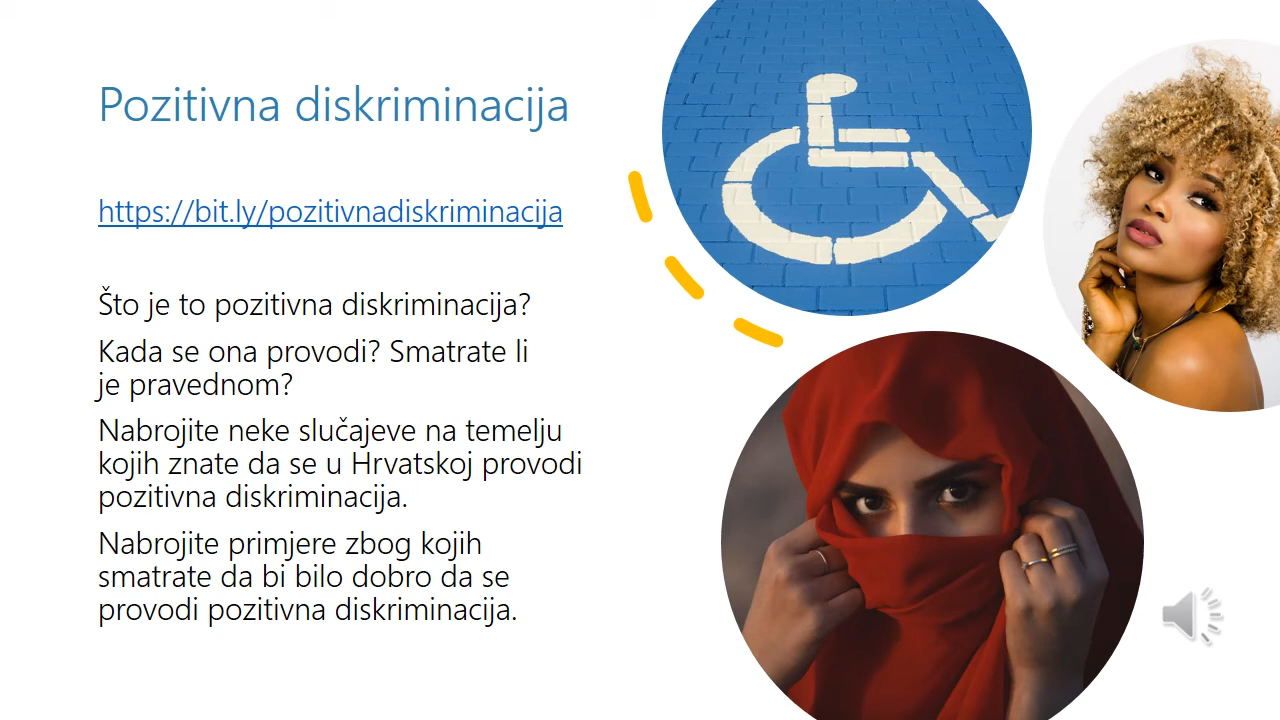 Pozitivna diskriminacija
https://bit.ly/pozitivnadiskriminacija
Što je to pozitivna diskriminacija?
Kada se ona provodi? Smatrate li
je pravednom?
Nabrojite neke slučajeve na temelju
kojih znate da se u Hrvatskoj provodi
pozitivna diskriminacija.
Nabrojite primjere zbog kojih
smatrate da bi bilo dobro da se
provodi pozitivna diskriminacija.